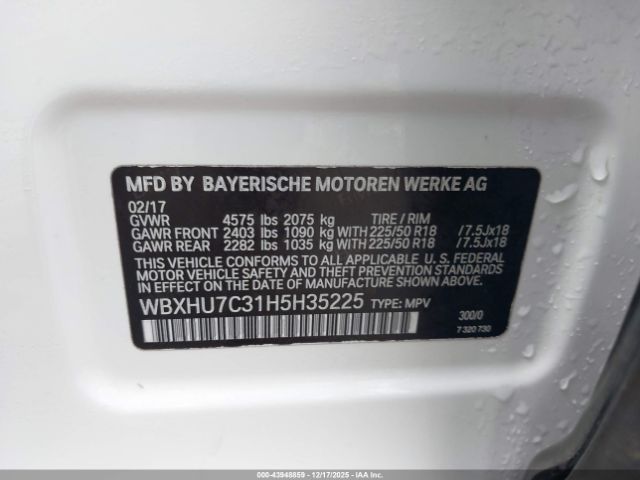 MFD BY BAYERISCHE MOTOREN WERKE AG
02/17
GVWR 4575 lbs 2075 kg TIRE / RIM
GAWR FRONT 2403 lbs 1090 kg WITH 225/50 R18 /7.5Jx18
GAWR REAR 2282 lbs 1035 kg WITH 225/50 R18 /7.5Jx18
THIS VEHICLE CONFORMS TO ALL APPLICABLE U. S. FEDERAL
MOTOR VEHICLE SAFETY AND THEFT PREVENTION STANDARDS
IN EFFECT ON THE DATE OF MANUFACTURE SHOWN ABOVE.
WBXHU7C31H5H35225 TYPE: MPV
300/0
7 320 730
000-43948859 - 12/17/2025 - © COPYRIGHT IAA, LLC